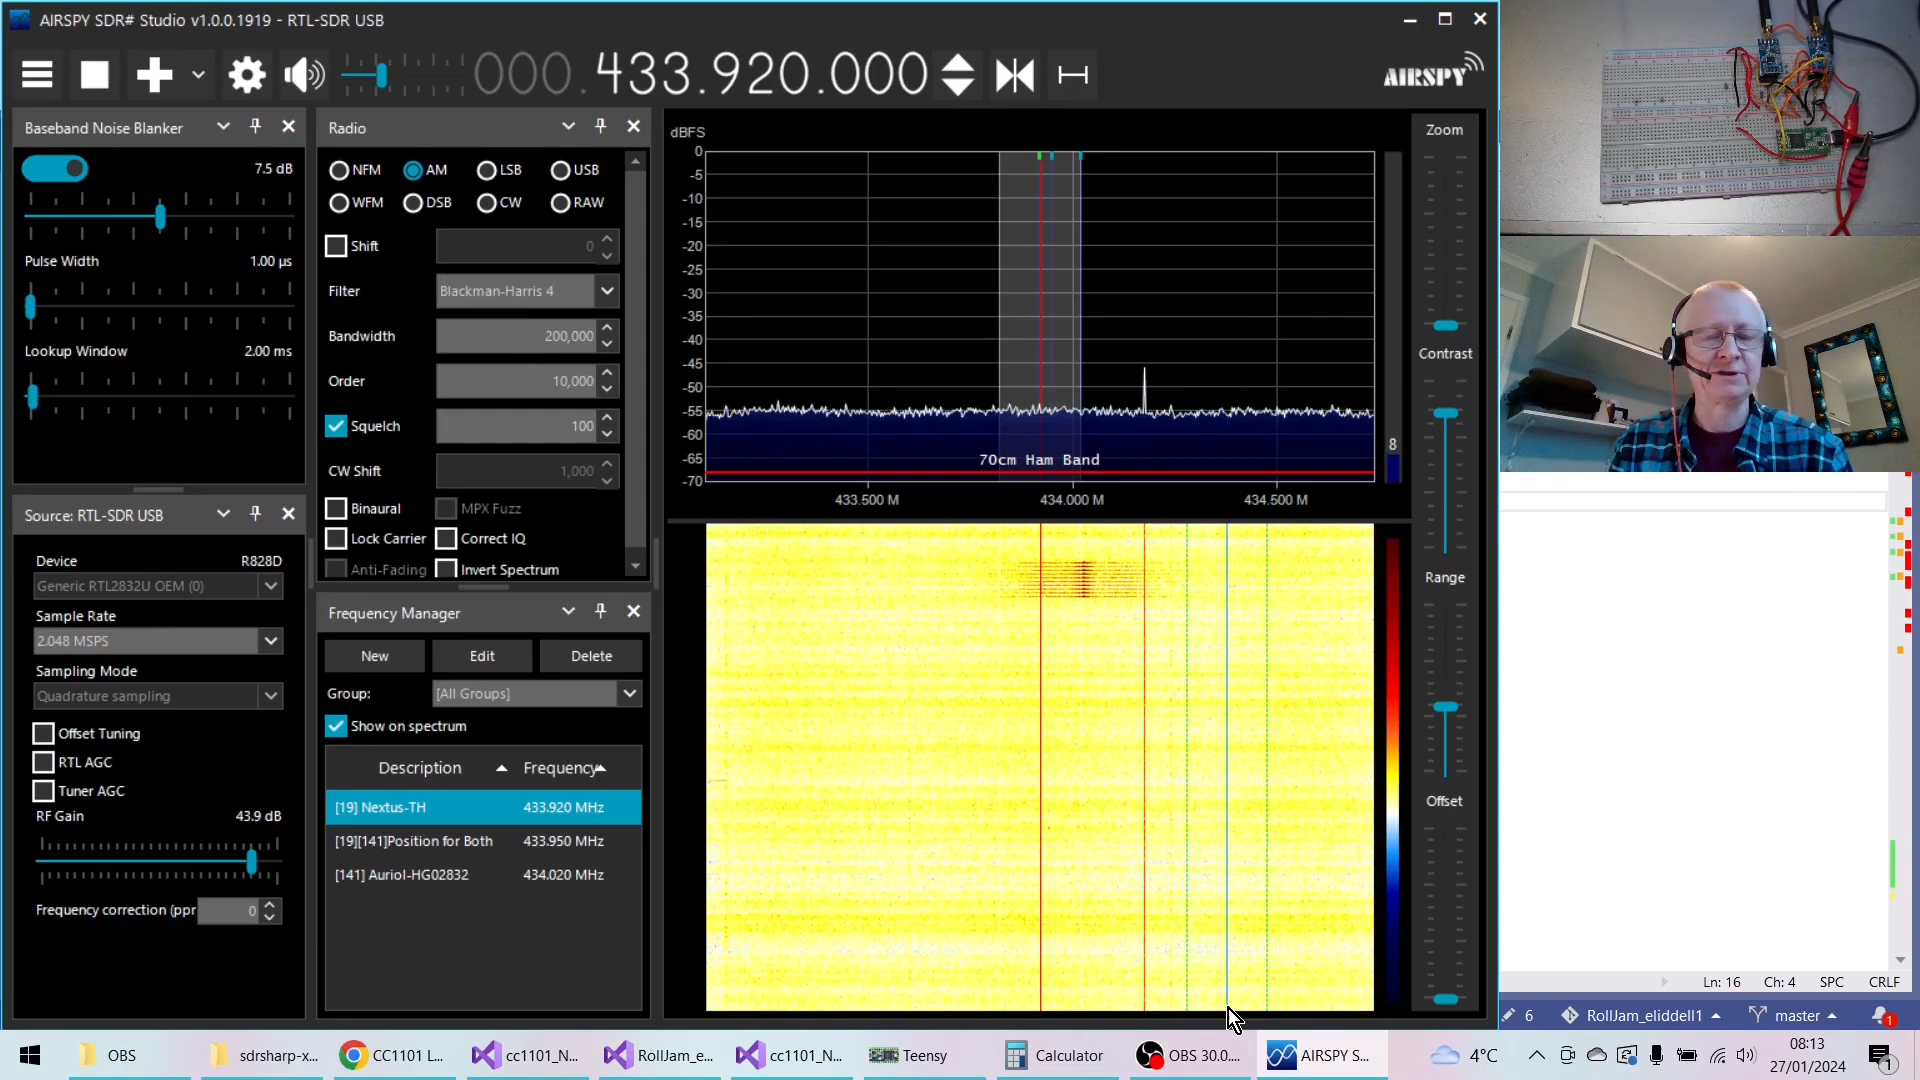 AIRSPY SDR# Studio v1.0.0.1919 - RTL-SDR USB
000.433.920.000
AIRSPY
Baseband Noise Blanker
7.5 dB
Pulse Width 1.00 µs
Lookup Window 2.00 ms
Source: RTL-SDR USB
Device R828D
Generic RTL2832U OEM (0)
Sample Rate
2.048 MSPS
Sampling Mode
Quadrature sampling
Offset Tuning
RTL AGC
Tuner AGC
RF Gain 43.9 dB
Frequency correction (ppr 0
Radio
NFM AM LSB USB
WFM DSB CW RAW
Shift 0
Filter Blackman-Harris 4
Bandwidth 200,000
Order 10,000
Squelch 100
CW Shift 1,000
Binaural MPX Fuzz
Lock Carrier Correct IQ
Anti-Fading Invert Spectrum
Frequency Manager
New Edit Delete
Group: [All Groups]
Show on spectrum
Description Frequency
[19] Nextus-TH 433.920 MHz
[19][141]Position for Both 433.950 MHz
[141] Auriol-HG02832 434.020 MHz
dBFS
0
-5
-10
-15
-20
-25
-30
-35
-40
-45
-50
-55
-60
-65
-70
70cm Ham Band
433.500 M 434.000 M 434.500 M
8
Zoom
Contrast
Range
Offset
Ln: 16 Ch: 4 SPC CRLF
6 RollJam_eliddell1 master 1
OBS
sdrsharp-x...
CC1101 L...
cc1101_N...
RollJam_e...
cc1101_N...
Teensy
Calculator
OBS 30.0....
AIRSPY S...
4°C
08:13
27/01/2024
1